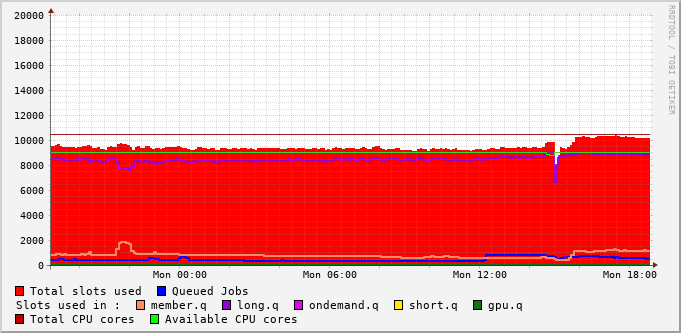 20000
18000
16000
14000
12000
10000
8000
6000
4000
2000
0
Mon 00:00 Mon 06:00 Mon 12:00 Mon 18:00
Total slots used Queued Jobs
Slots used in : member.q long.q ondemand.q short.q gpu.q
Total CPU cores Available CPU cores
RRDTOOL / TOBI OETIKER